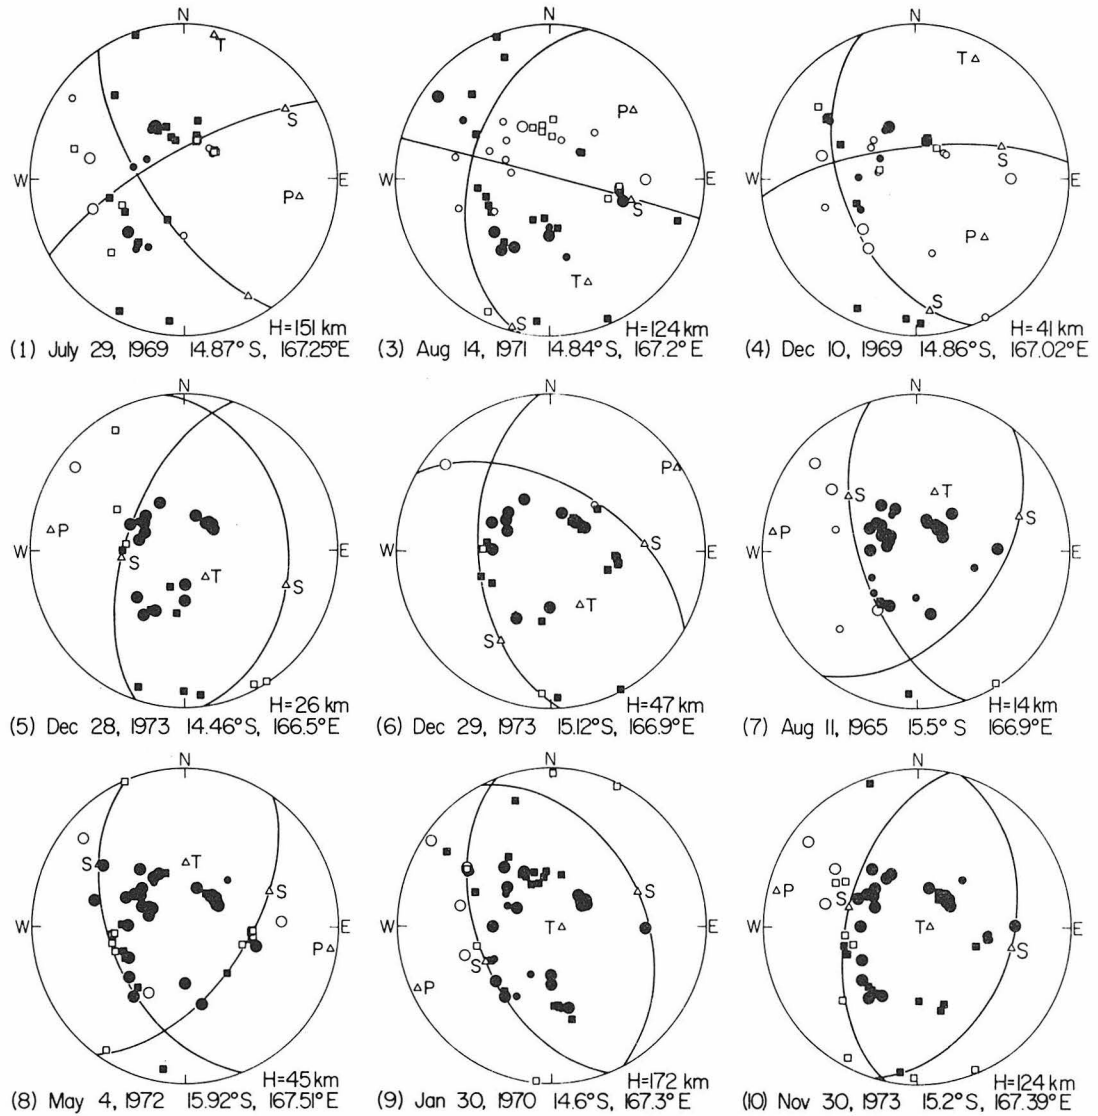 N N N
T
S
P
W E
H=151 km
(1) July 29, 1969 14.87° S, 167.25°E
P
W E
S
T
S
H=124 km
(3) Aug 14, 1971 14.84°S, 167.2°E
T
S
W E
P
S
H=41 km
(4) Dec 10, 1969 14.86°S, 167.02°E
N N N
P
W E
S
T
S
H=26 km
(5) Dec 28, 1973 14.46°S, 166.5°E
P
W S E
T
S
H=47 km
(6) Dec 29, 1973 15.12°S, 166.9°E
T
S
S
P
W E
H=14 km
(7) Aug 11, 1965 15.5° S 166.9°E
N N N
S T
S
W E
P
H=45 km
(8) May 4, 1972 15.92°S, 167.51°E
S
W T E
S
P
H=172 km
(9) Jan 30, 1970 14.6°S, 167.3°E
P
S
W T E
S
H=124 km
(10) Nov 30, 1973 15.2°S, 167.39°E